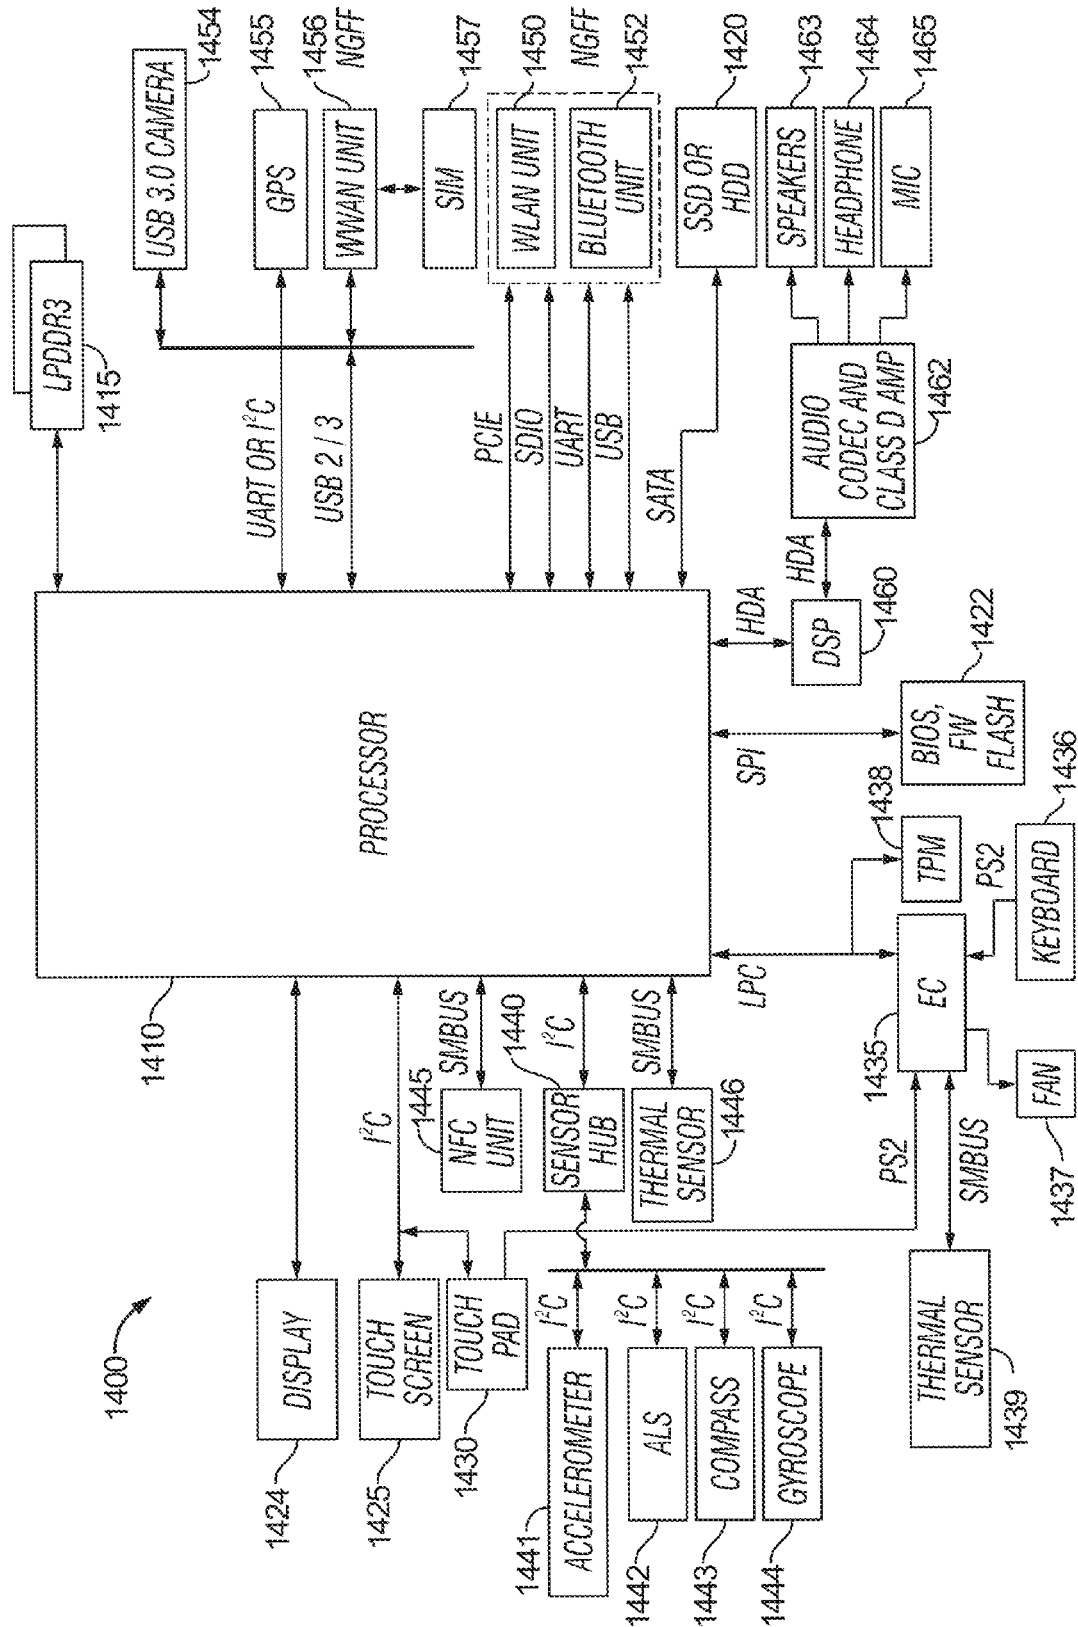 1400
DISPLAY
1424
TOUCH
SCREEN
1425
TOUCH
PAD
1430
ACCELEROMETER
1441
ALS
1442
COMPASS
1443
GYROSCOPE
1444
I²C
I²C
I²C
I²C
THERMAL
SENSOR
1439
I²C
NFC
UNIT
1445
SMBUS
SENSOR
HUB
1440
I²C
THERMAL
SENSOR
1446
SMBUS
PS2
SMBUS
FAN
1437
EC
1435
LPC
KEYBOARD
1436
PS2
TPM
1438
PROCESSOR
1410
SPI
BIOS,
FW
FLASH
1422
HDA
DSP
1460
HDA
AUDIO
CODEC AND
CLASS D AMP
1462
LPDDR3
1415
UART OR I²C
USB 2 / 3
PCIE
SDIO
UART
USB
SATA
USB 3.0 CAMERA
1454
GPS
1455
WWAN UNIT
1456
NGFF
SIM
1457
WLAN UNIT
1450
BLUETOOTH
UNIT
NGFF
1452
SSD OR
HDD
1420
SPEAKERS
1463
HEADPHONE
1464
MIC
1465